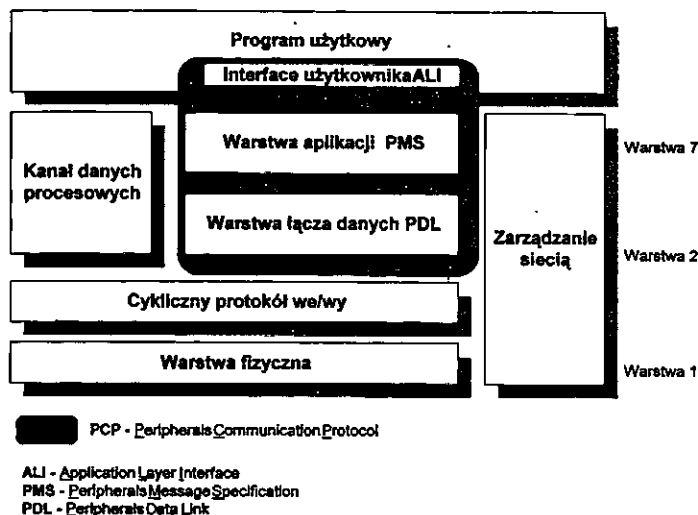 Program użytkowy
Interface użytkownikaALI
Warstwa aplikacji PMS
Warstwa 7
Kanał danych
procesowych
Warstwa łącza danych PDL
Zarządzanie
siecią
Warstwa 2
Cykliczny protokół we/wy
Warstwa fizyczna
Warstwa 1
PCP - Peripherals Communication Protocol
ALI - Application Layer Interface
PMS - Peripherals Message Specification
PDL - Peripherals Data Link